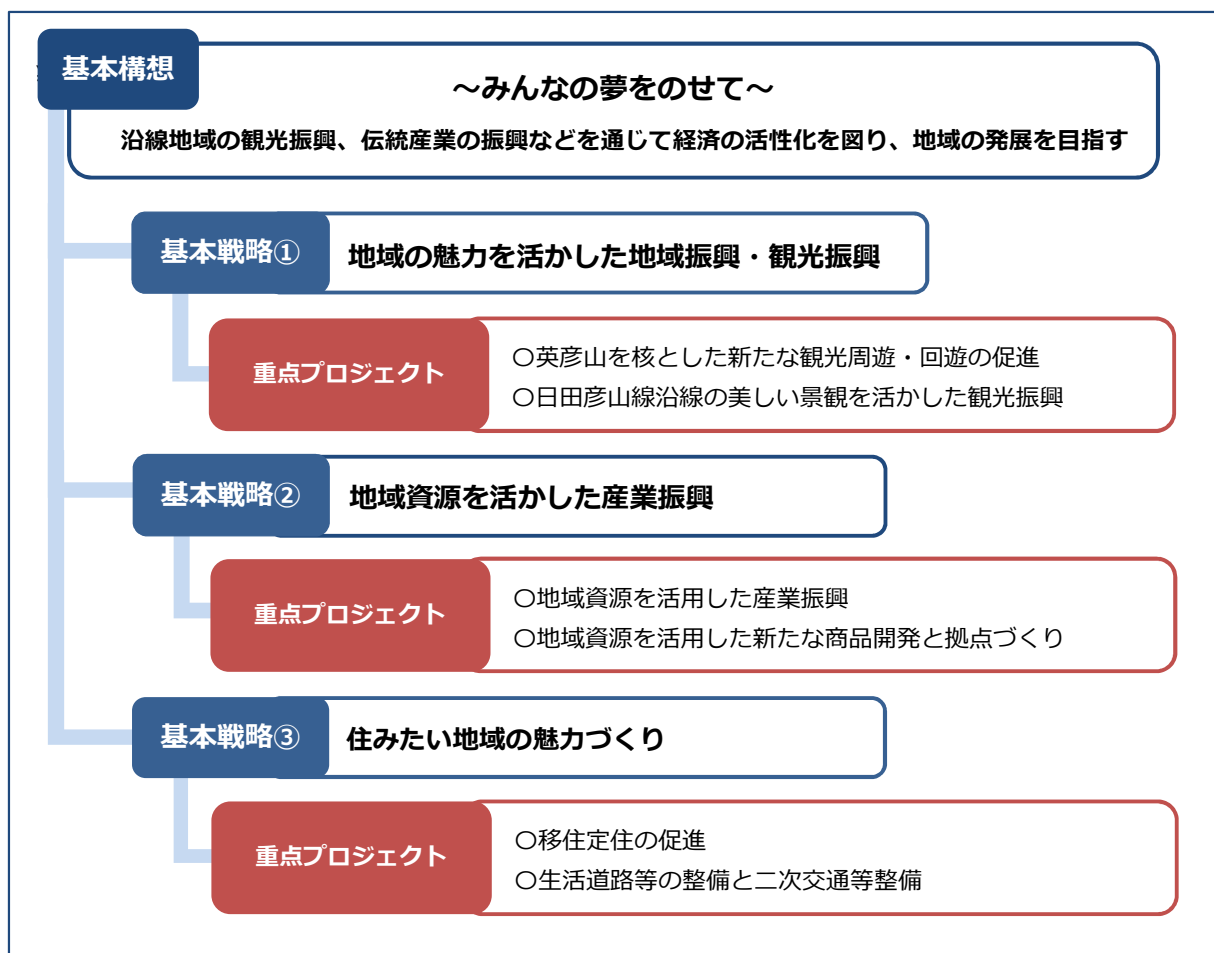 基本構想
～みんなの夢をのせて～
沿線地域の観光振興、伝統産業の振興などを通じて経済の活性化を図り、地域の発展を目指す
基本戦略①
地域の魅力を活かした地域振興・観光振興
重点プロジェクト
〇英彦山を核とした新たな観光周遊・回遊の促進
〇日田彦山線沿線の美しい景観を活かした観光振興
基本戦略②
地域資源を活かした産業振興
重点プロジェクト
〇地域資源を活用した産業振興
〇地域資源を活用した新たな商品開発と拠点づくり
基本戦略③
住みたい地域の魅力づくり
重点プロジェクト
〇移住定住の促進
〇生活道路等の整備と二次交通等整備